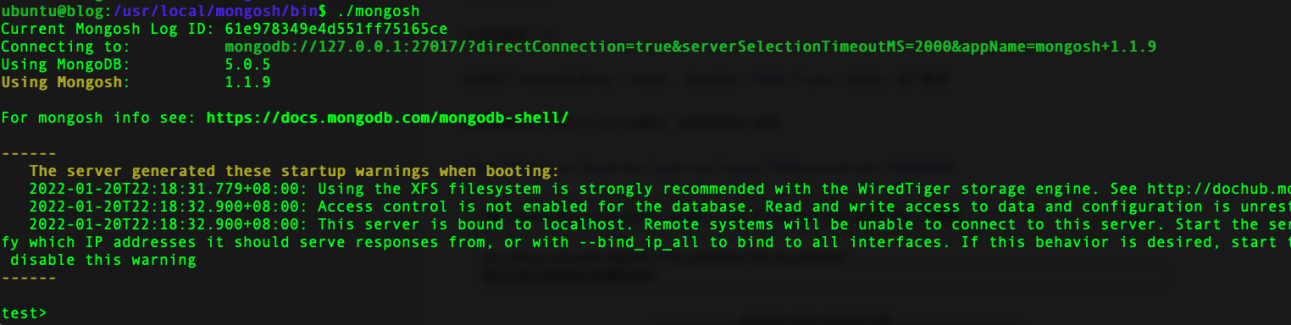 ubuntu@blog:/usr/local/mongosh/bin$ ./mongosh
Current Mongosh Log ID: 61e978349e4d551ff75165ce
Connecting to:          mongodb://127.0.0.1:27017/?directConnection=true&serverSelectionTimeoutMS=2000&appName=mongosh+1.1.9
Using MongoDB:          5.0.5
Using Mongosh:          1.1.9
For mongosh info see: https://docs.mongodb.com/mongodb-shell/
------
   The server generated these startup warnings when booting:
   2022-01-20T22:18:31.779+08:00: Using the XFS filesystem is strongly recommended with the WiredTiger storage engine. See http://dochub.mo
   2022-01-20T22:18:32.900+08:00: Access control is not enabled for the database. Read and write access to data and configuration is unrest
   2022-01-20T22:18:32.900+08:00: This server is bound to localhost. Remote systems will be unable to connect to this server. Start the ser
fy which IP addresses it should serve responses from, or with --bind_ip_all to bind to all interfaces. If this behavior is desired, start t
 disable this warning
------
test>